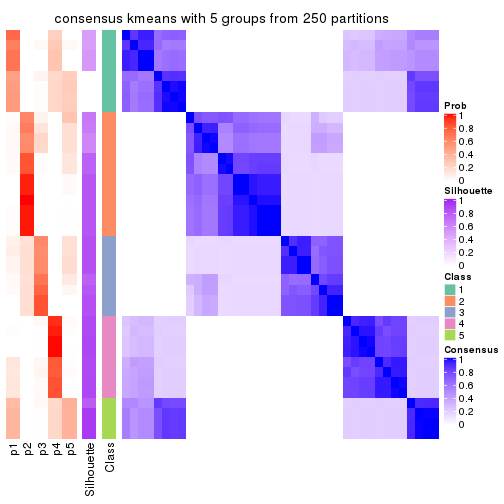 consensus kmeans with 5 groups from 250 partitions
Prob
1
0.8
0.6
0.4
0.2
0
Silhouette
1
0.8
0.6
0.4
0.2
0
Class
1
2
3
4
5
Consensus
1
0.8
0.6
0.4
0.2
0
p1
p2
p3
p4
p5
Silhouette
Class